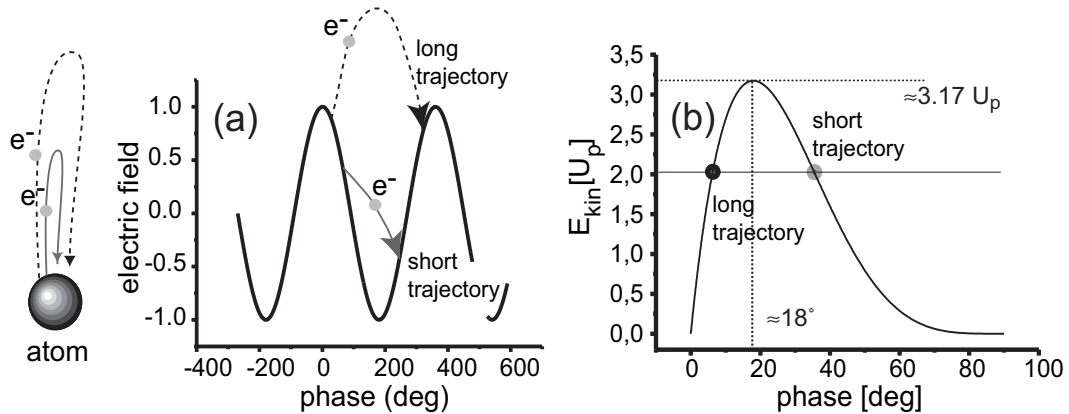 e⁻
e⁻
atom
(a)
e⁻
long
trajectory
e⁻
short
trajectory
electric field
1.0
0.5
0.0
-0.5
-1.0
-400 -200 0 200 400 600
phase (deg)
(b)
≈3.17 Uₚ
short
trajectory
long
trajectory
≈18°
E_kin[Uₚ]
3,5
3,0
2,5
2,0
1,5
1,0
0,5
0,0
0 20 40 60 80 100
phase [deg]